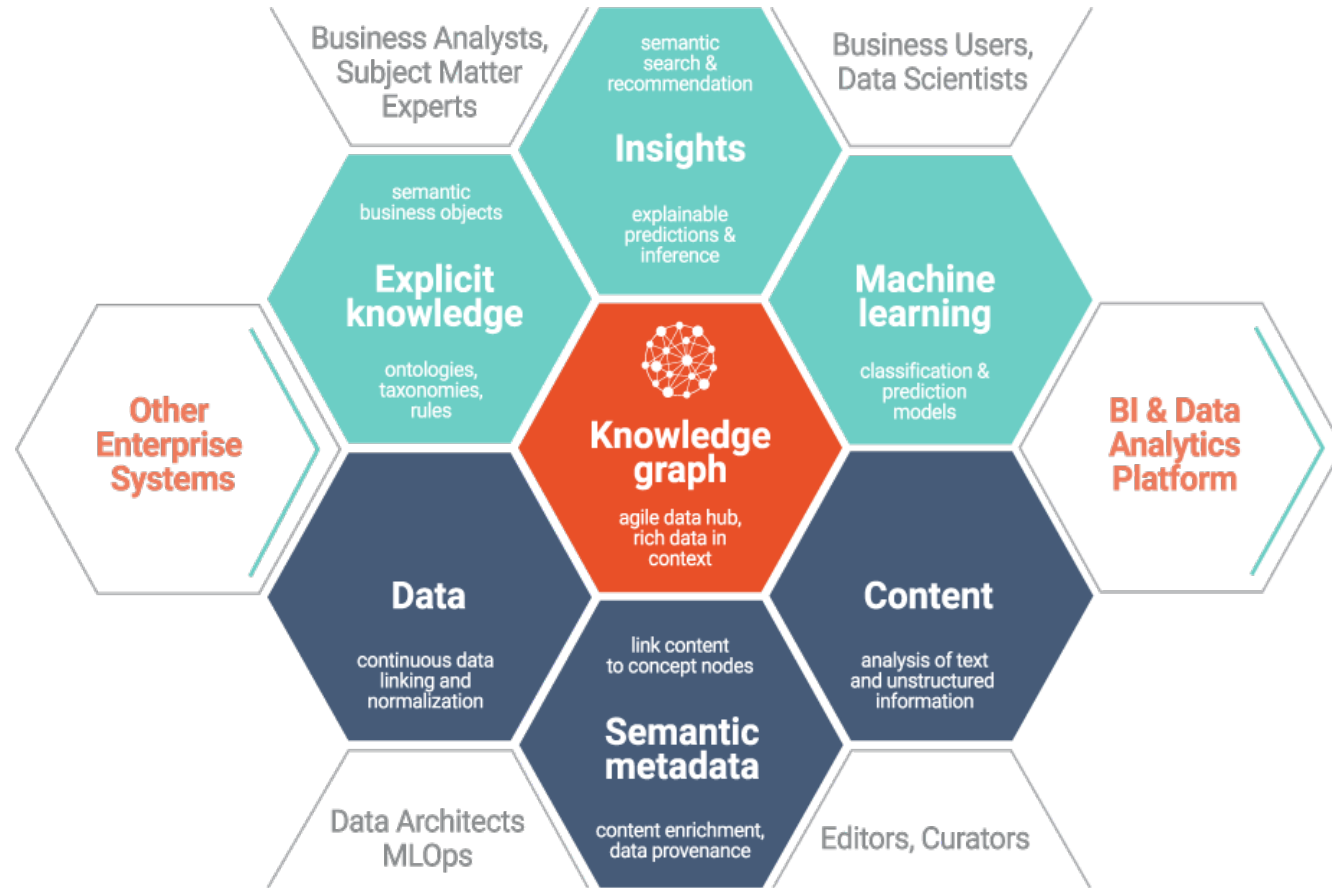 Business Analysts,
Subject Matter
Experts
semantic
search &
recommendation
Insights
explainable
predictions &
inference
Business Users,
Data Scientists
semantic
business objects
Explicit
knowledge
ontologies,
taxonomies,
rules
Machine
learning
classification &
prediction
models
Other
Enterprise
Systems
Knowledge
graph
agile data hub,
rich data in
context
BI & Data
Analytics
Platform
Data
continuous data
linking and
normalization
link content
to concept nodes
Semantic
metadata
content enrichment,
data provenance
Content
analysis of text
and unstructured
information
Data Architects
MLOps
Editors, Curators